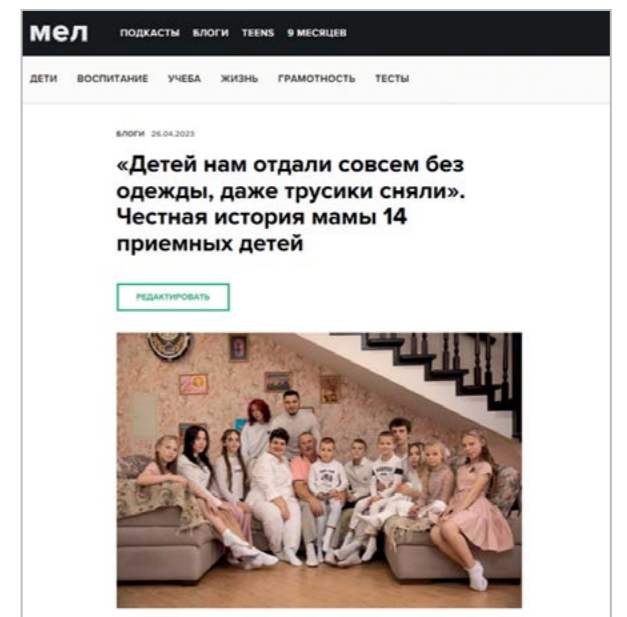 мел ПОДКАСТЫ БЛОГИ TEENS 9 МЕСЯЦЕВ
ДЕТИ ВОСПИТАНИЕ УЧЕБА ЖИЗНЬ ГРАМОТНОСТЬ ТЕСТЫ
БЛОГИ 26.04.2023
«Детей нам отдали совсем без
одежды, даже трусики сняли».
Честная история мамы 14
приемных детей
РЕДАКТИРОВАТЬ